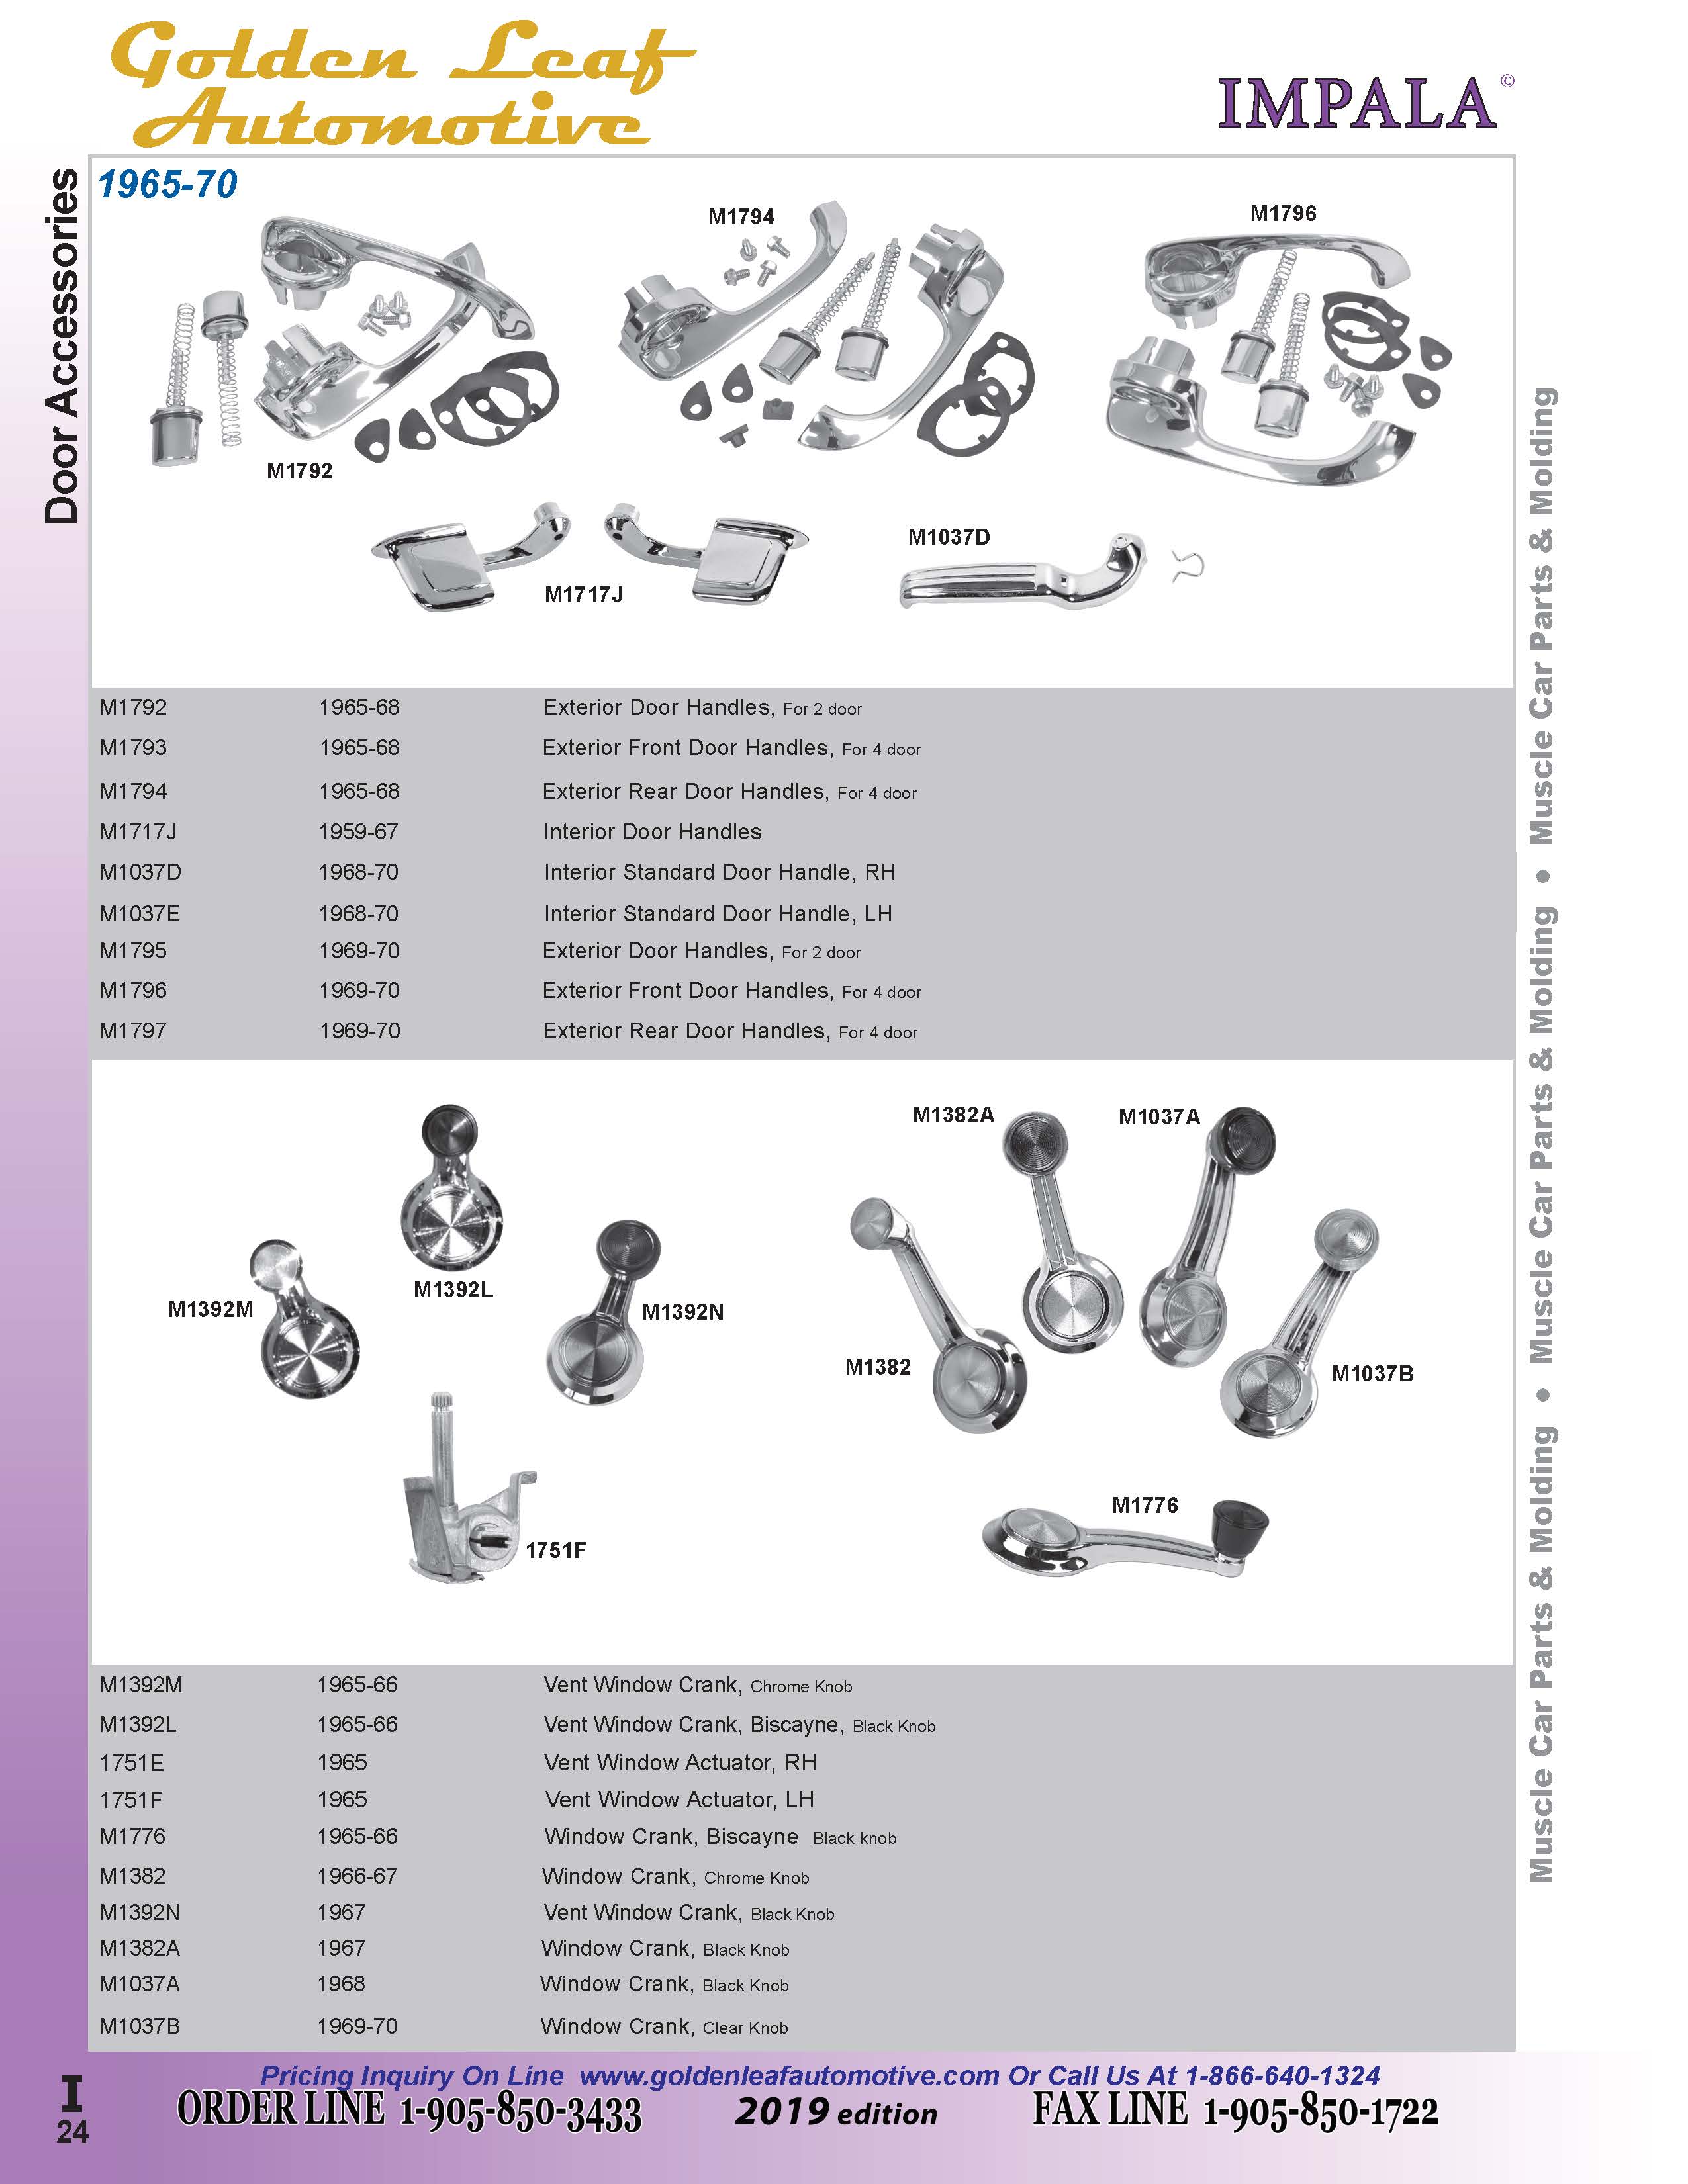 Golden Leaf
Automotive
IMPALA©
Door Accessories
1965-70
M1794
M1796
M1792
M1037D
M1717J
M1792 1965-68 Exterior Door Handles, For 2 door
M1793 1965-68 Exterior Front Door Handles, For 4 door
M1794 1965-68 Exterior Rear Door Handles, For 4 door
M1717J 1959-67 Interior Door Handles
M1037D 1968-70 Interior Standard Door Handle, RH
M1037E 1968-70 Interior Standard Door Handle, LH
M1795 1969-70 Exterior Door Handles, For 2 door
M1796 1969-70 Exterior Front Door Handles, For 4 door
M1797 1969-70 Exterior Rear Door Handles, For 4 door
M1382A
M1037A
M1392L
M1392M
M1392N
M1382
M1037B
M1776
1751F
M1392M 1965-66 Vent Window Crank, Chrome Knob
M1392L 1965-66 Vent Window Crank, Biscayne, Black Knob
1751E 1965 Vent Window Actuator, RH
1751F 1965 Vent Window Actuator, LH
M1776 1965-66 Window Crank, Biscayne Black knob
M1382 1966-67 Window Crank, Chrome Knob
M1392N 1967 Vent Window Crank, Black Knob
M1382A 1967 Window Crank, Black Knob
M1037A 1968 Window Crank, Black Knob
M1037B 1969-70 Window Crank, Clear Knob
Muscle Car Parts & Molding • Muscle Car Parts & Molding • Muscle Car Parts & Molding
Pricing Inquiry On Line www.goldenleafautomotive.com Or Call Us At 1-866-640-1324
I
24
ORDER LINE 1-905-850-3433 2019 edition FAX LINE 1-905-850-1722